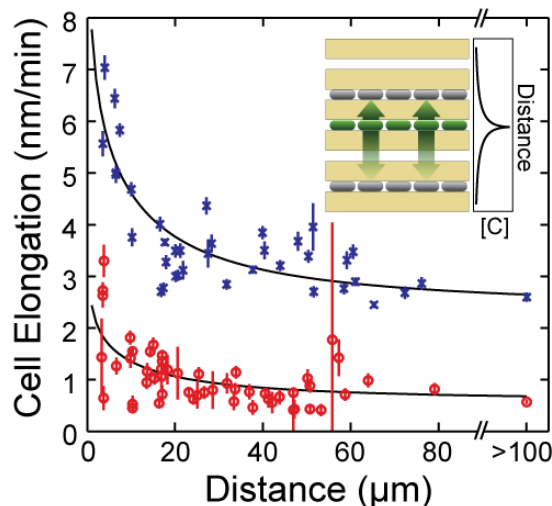 8
7
6
5
4
3
2
1
0
Cell Elongation (nm/min)
0 20 40 60 80 >100
Distance (μm)
Distance
[C]